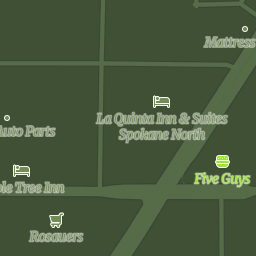 Mattress
La Quinta Inn & Suites
Spokane North
Auto Parts
Five Guys
Tree Inn
Rosauers